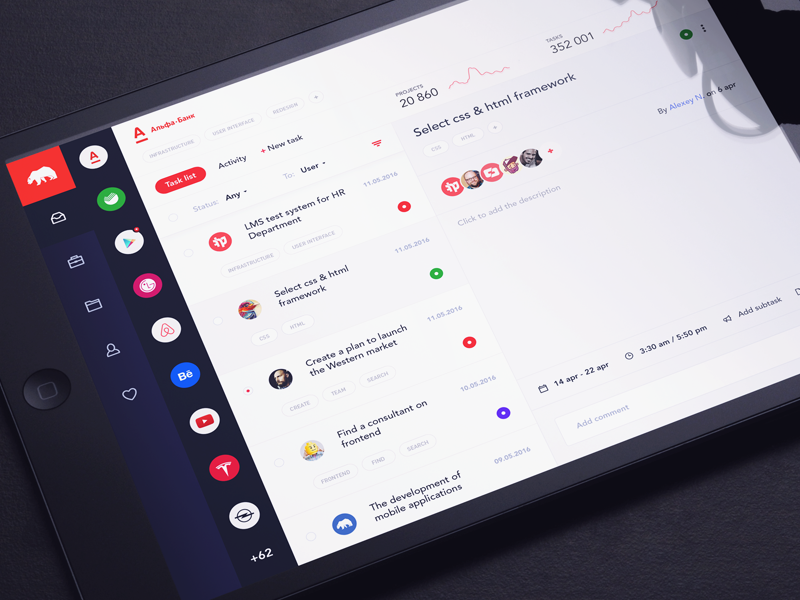 Альфа-Банк
INFRASTRUCTURE
USER INTERFACE
REDESIGN
+
Task list
Activity
+ New task
Status: Any
To: User
LMS test system for HR
Department
11.05.2016
INFRASTRUCTURE
USER INTERFACE
Select css & html
framework
11.05.2016
CSS
HTML
Create a plan to launch
the Western market
11.05.2016
CREATE
TEAM
SEARCH
Find a consultant on
frontend
10.05.2016
FRONTEND
FIND
SEARCH
The development of
mobile applications
09.05.2016
Bē
+62
PROJECTS
20 860
TASKS
352 001
Select css & html framework
CSS
HTML
+
By Alexey N. on 6 apr
+
Click to add the description
14 apr - 22 apr
3:30 am / 5:50 pm
Add subtask
Add comment